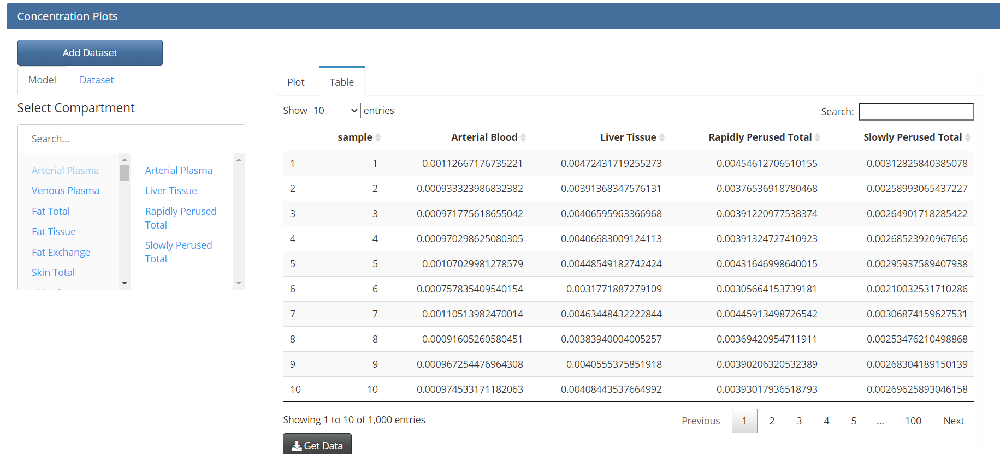 Concentration Plots
Add Dataset
Model Dataset
Select Compartment
Search...
Arterial Plasma
Venous Plasma
Fat Total
Fat Tissue
Fat Exchange
Skin Total
Arterial Plasma
Liver Tissue
Rapidly Perused
Total
Slowly Perused
Total
Plot Table
Show 10 entries Search:
sample Arterial Blood Liver Tissue Rapidly Perused Total Slowly Perused Total
1 1 0.00112667176735221 0.00472431719255273 0.00454612706510155 0.00312825840385078
2 2 0.000933323986832382 0.00391368347576131 0.00376536918780468 0.00258993065437227
3 3 0.000971775618655042 0.00406595963366968 0.00391220977538374 0.00264901718285422
4 4 0.000970298625080305 0.00406683009124113 0.00391324727410923 0.00268523920967656
5 5 0.00107029981278579 0.00448549182742424 0.00431646998640015 0.00295937589407938
6 6 0.000757835409540154 0.0031771887279109 0.00305664153739181 0.00210032531710286
7 7 0.00110513982470014 0.00463448432222844 0.00445913498726542 0.00306874159627531
8 8 0.00091605260580451 0.00383940004005257 0.00369420954711911 0.00253476210498868
9 9 0.000967254476964308 0.0040555375851918 0.00390206320532389 0.00268304189150139
10 10 0.000974533171182063 0.00408443537664992 0.00393017936518793 0.00269625893046158
Showing 1 to 10 of 1,000 entries Previous 1 2 3 4 5 ... 100 Next
Get Data